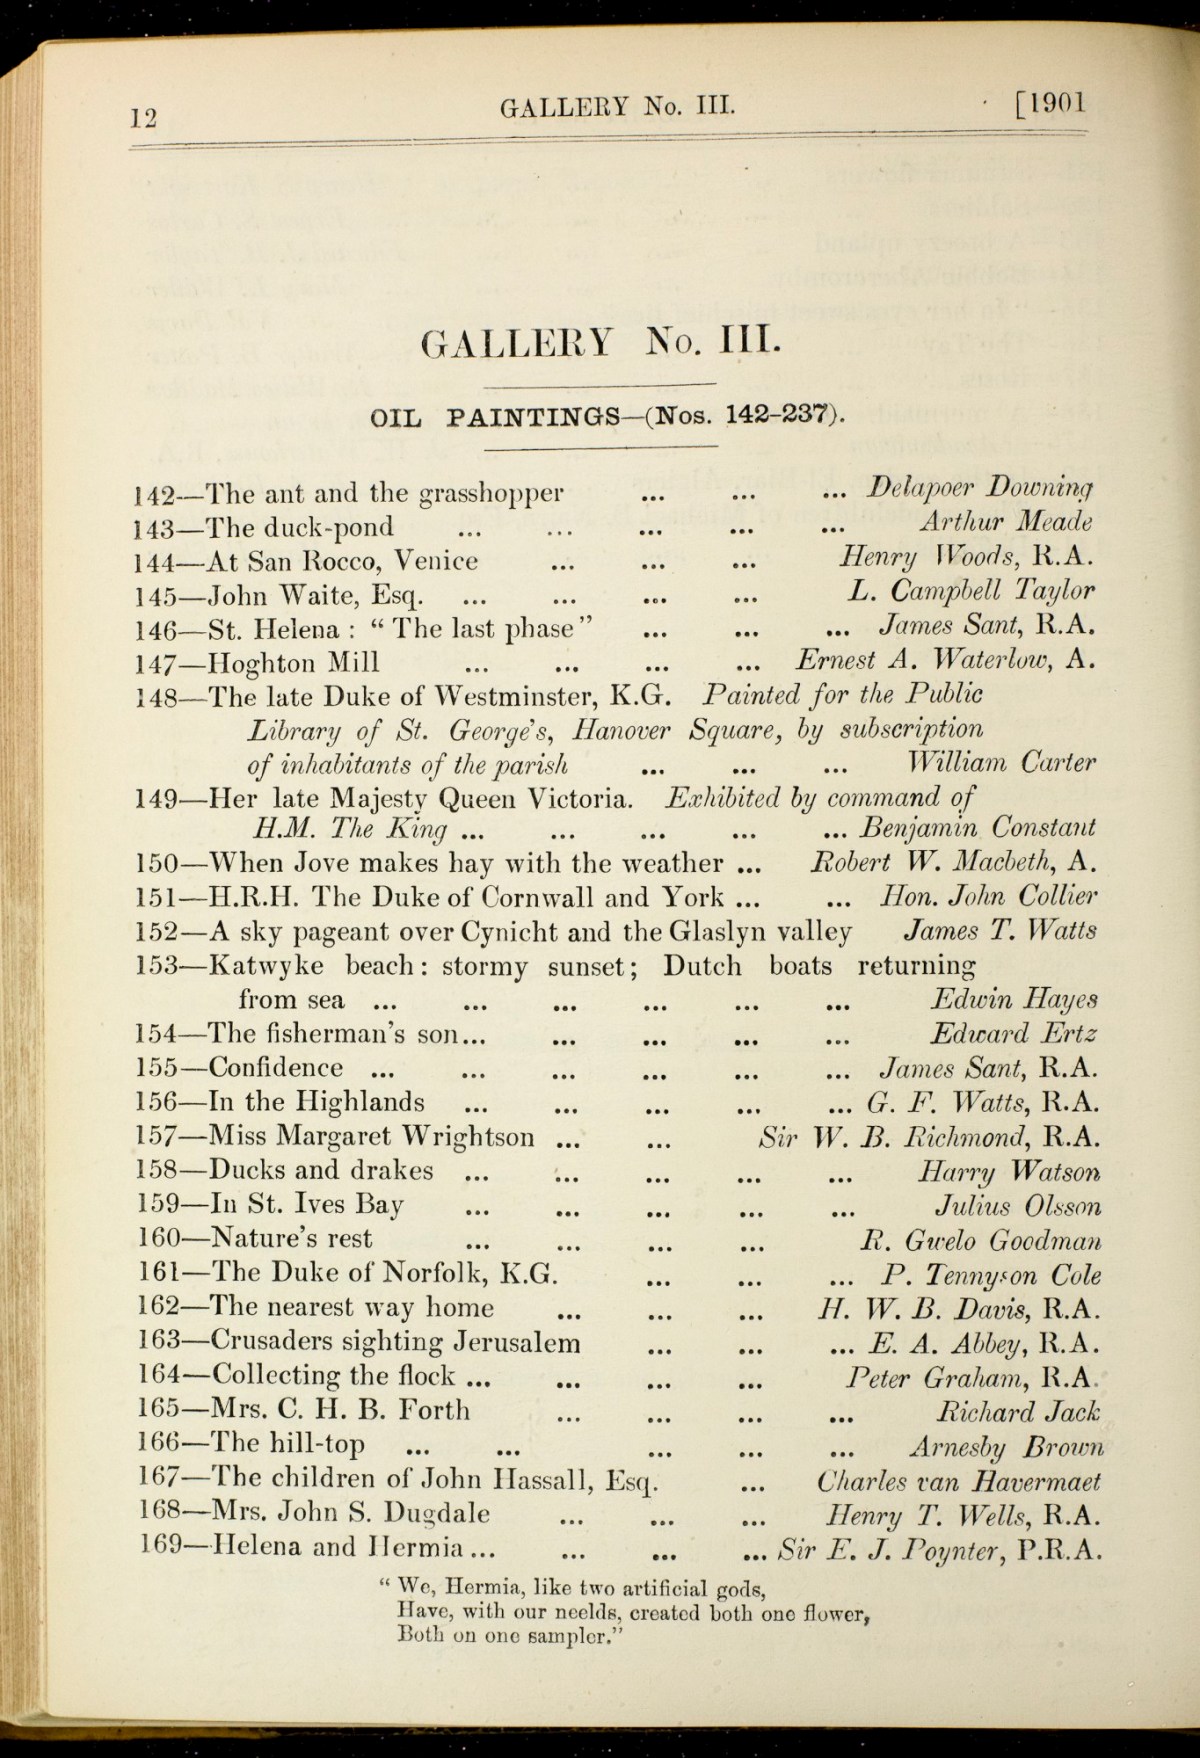 12 GALLERY No. III. [1901
GALLERY No. III.
OIL PAINTINGS—(Nos. 142-237).
142—The ant and the grasshopper ... ... ... Delapoer Downing
143—The duck-pond ... ... ... ... ... Arthur Meade
144—At San Rocco, Venice ... ... ... Henry Woods, R.A.
145—John Waite, Esq. ... ... ... ... L. Campbell Taylor
146—St. Helena : “ The last phase ” ... ... ... James Sant, R.A.
147—Hoghton Mill ... ... ... ... Ernest A. Waterlow, A.
148—The late Duke of Westminster, K.G. Painted for the Public
Library of St. George's, Hanover Square, by subscription
of inhabitants of the parish ... ... ... William Carter
149—Her late Majesty Queen Victoria. Exhibited by command of
H.M. The King ... ... ... ... ... Benjamin Constant
150—When Jove makes hay with the weather ... Robert W. Macbeth, A.
151—H.R.H. The Duke of Cornwall and York ... ... Hon. John Collier
152—A sky pageant over Cynicht and the Glaslyn valley James T. Watts
153—Katwyke beach: stormy sunset; Dutch boats returning
from sea ... ... ... ... ... ... Edwin Hayes
154—The fisherman's son... ... ... ... ... Edward Ertz
155—Confidence ... ... ... ... ... ... James Sant, R.A.
156—In the Highlands ... ... ... ... ... G. F. Watts, R.A.
157—Miss Margaret Wrightson ... ... Sir W. B. Richmond, R.A.
158—Ducks and drakes ... ... ... ... ... Harry Watson
159—In St. Ives Bay ... ... ... ... ... Julius Olsson
160—Nature's rest ... ... ... ... R. Gwelo Goodman
161—The Duke of Norfolk, K.G. ... ... ... P. Tennyson Cole
162—The nearest way home ... ... ... H. W. B. Davis, R.A.
163—Crusaders sighting Jerusalem ... ... ... E. A. Abbey, R.A.
164—Collecting the flock ... ... ... ... Peter Graham, R.A.
165—Mrs. C. H. B. Forth ... ... ... ... Richard Jack
166—The hill-top ... ... ... ... ... Arnesby Brown
167—The children of John Hassall, Esq. ... Charles van Havermaet
168—Mrs. John S. Dugdale ... ... ... Henry T. Wells, R.A.
169—Helena and Hermia ... ... ... ... Sir E. J. Poynter, P.R.A.
“ We, Hermia, like two artificial gods,
Have, with our neelds, created both one flower,
Both on one sampler.”